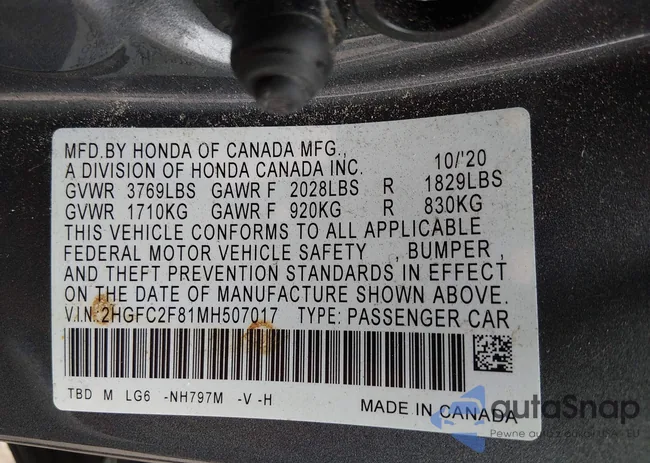 MFD.BY HONDA OF CANADA MFG., 10/'20
A DIVISION OF HONDA CANADA INC.
GVWR 3769LBS GAWR F 2028LBS R 1829LBS
GVWR 1710KG GAWR F 920KG R 830KG
THIS VEHICLE CONFORMS TO ALL APPLICABLE
FEDERAL MOTOR VEHICLE SAFETY , BUMPER ,
AND THEFT PREVENTION STANDARDS IN EFFECT
ON THE DATE OF MANUFACTURE SHOWN ABOVE.
V.I.N: 2HGFC2F81MH507017 TYPE: PASSENGER CAR
TBD M LG6 -NH797M -V -H
MADE IN CANADA
autaSnap